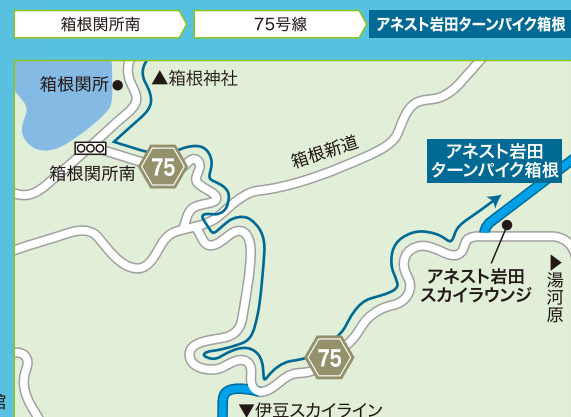 箱根関所南
75号線
アネスト岩田ターンパイク箱根
箱根関所
▲箱根神社
箱根新道
アネスト岩田
ターンパイク箱根
75
箱根関所南
アネスト岩田
スカイラウンジ
▶湯河原
75
▼伊豆スカイライン
館